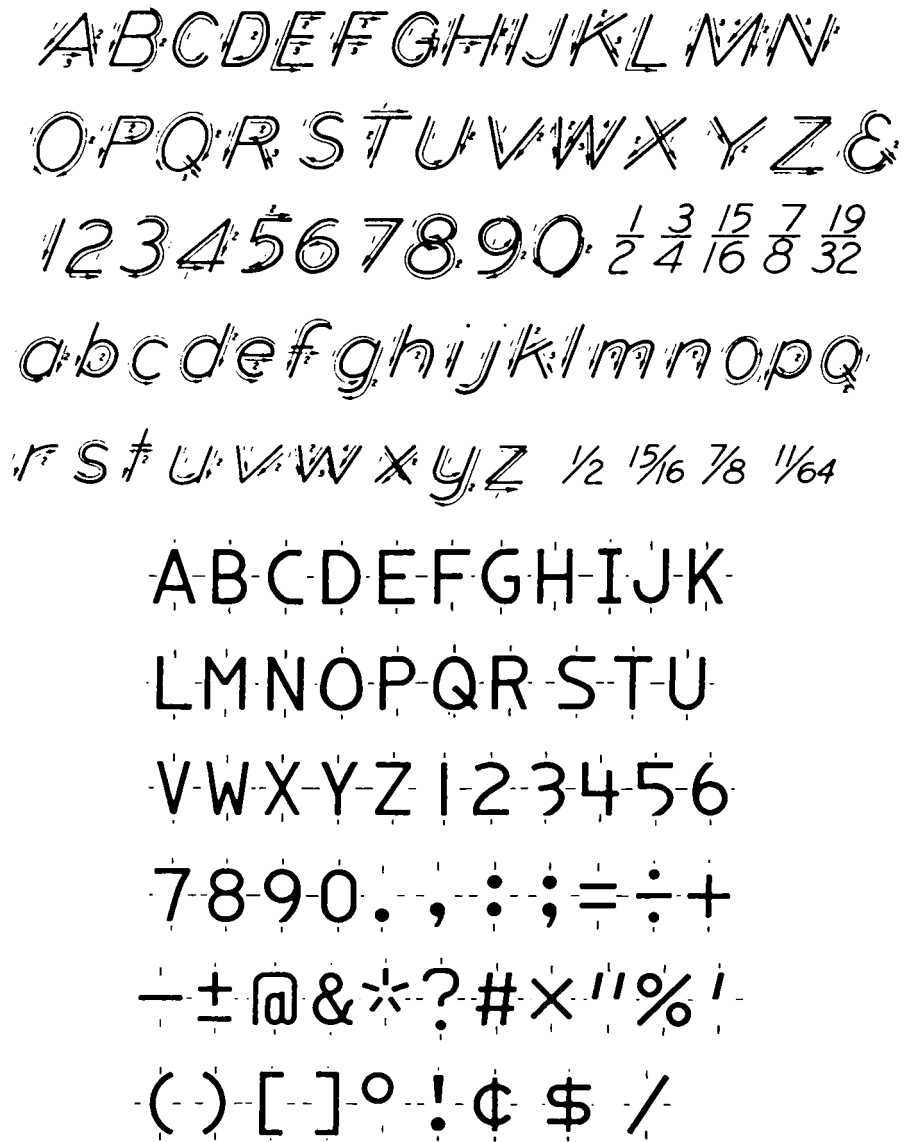 ABCDEFGHIJKLMN
OPQRSTUVWXYZ&
1234567890 1/2 3/4 15/16 7/8 19/32
abcdefghijklmnopq
rstuvwxyz 1/2 15/16 7/8 11/64
ABCDEFGHIJK
LMNOPQRSTU
VWXYZ123456
7890.,:;=÷+
−±@&*?#×"%'
()[]°!¢$/